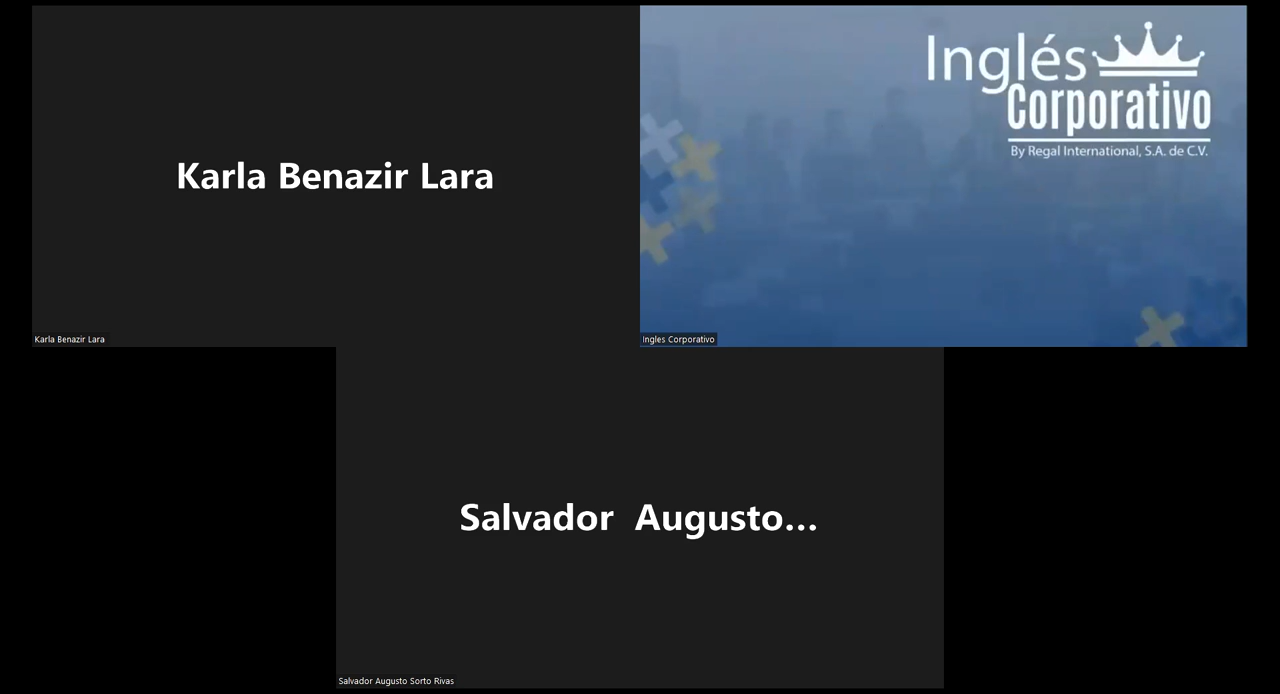 Karla Benazir Lara
Karla Benazir Lara
Inglés
Corporativo
By Regal International, S.A. de C.V.
Ingles Corporativo
Salvador Augusto...
Salvador Augusto Sorto Rivas